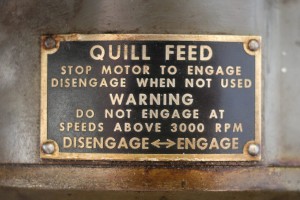 QUILL FEED
STOP MOTOR TO ENGAGE
DISENGAGE WHEN NOT USED
WARNING
DO NOT ENGAGE AT
SPEEDS ABOVE 3000 RPM
DISENGAGE↔ENGAGE